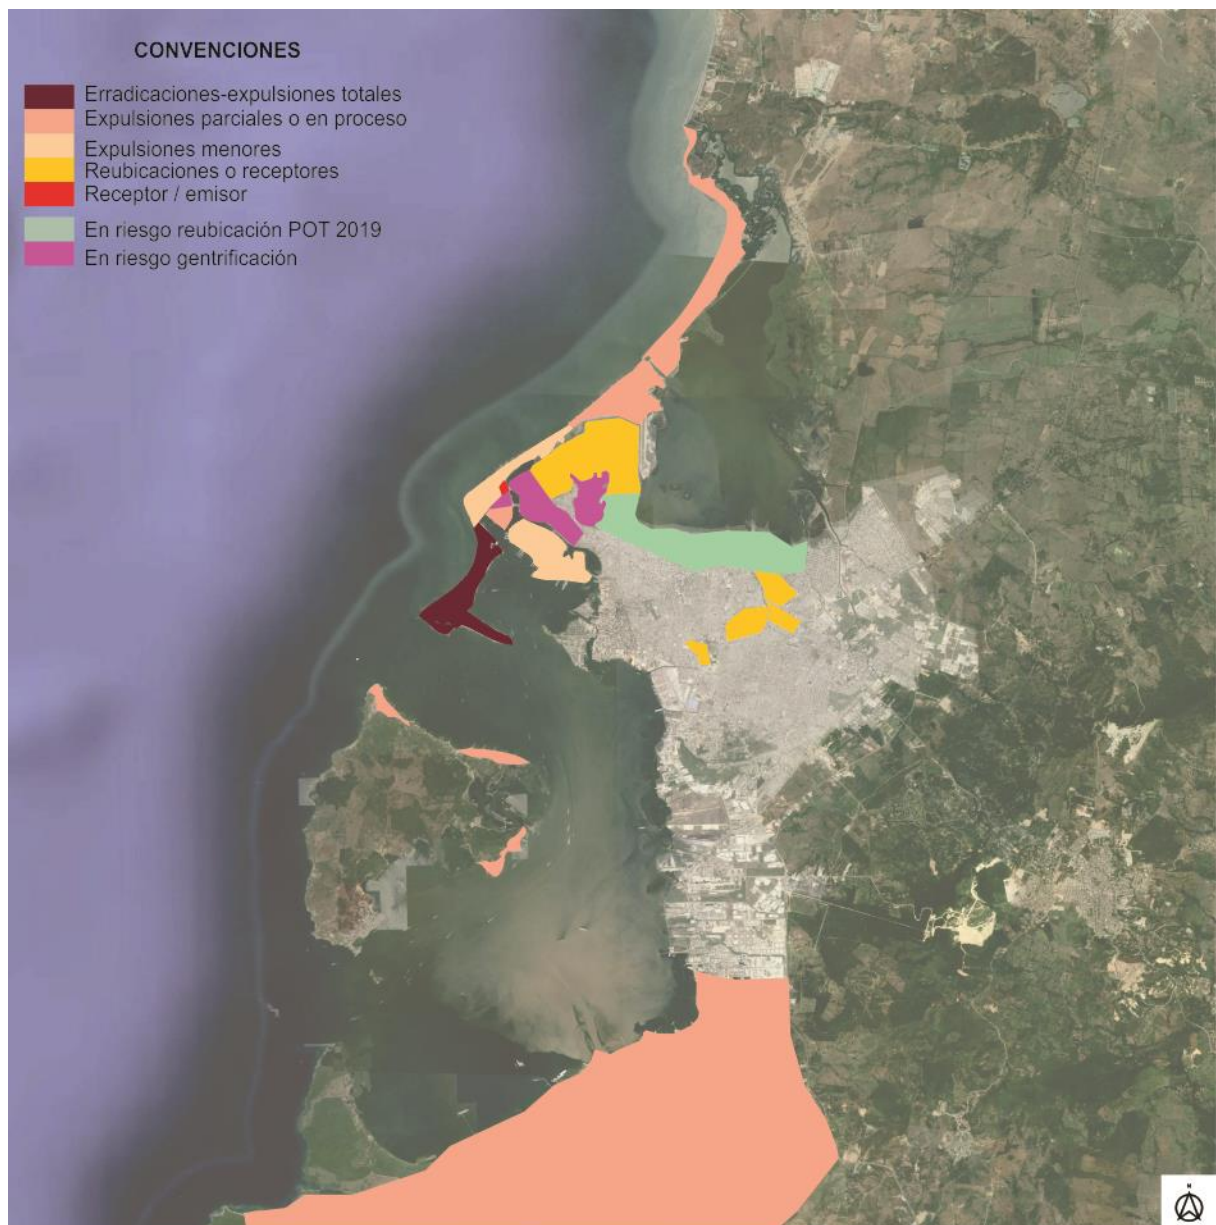 CONVENCIONES
Erradicaciones-expulsiones totales
Expulsiones parciales o en proceso
Expulsiones menores
Reubicaciones o receptores
Receptor / emisor
En riesgo reubicación POT 2019
En riesgo gentrificación
N